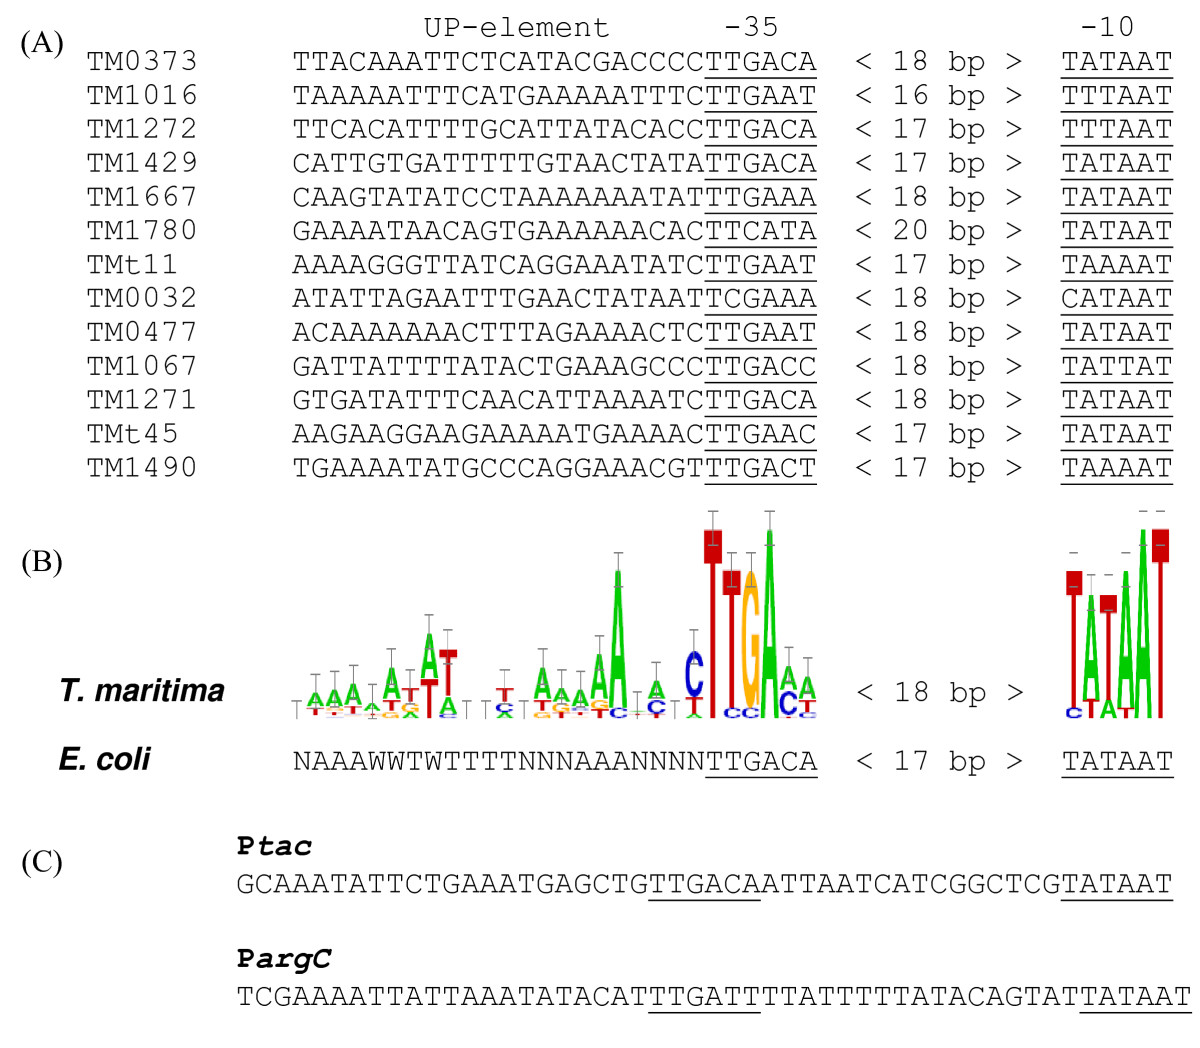 (A) UP-element -35 -10
TM0373 TTACAAATTCTCATACGACCCCTTGACA < 18 bp > TATAAT
TM1016 TAAAAATTTCATGAAAAATTTCTTGAAT < 16 bp > TTTAAT
TM1272 TTCACATTTTGCATTATACACCTTGACA < 17 bp > TTTAAT
TM1429 CATTGTGATTTTTGTAACTATATTGACA < 17 bp > TATAAT
TM1667 CAAGTATATCCTAAAAAAATATTTGAAA < 18 bp > TATAAT
TM1780 GAAAATAACAGTGAAAAAACACTTCATA < 20 bp > TATAAT
TMt11 AAAAGGGTTATCAGGAAATATCTTGAAT < 17 bp > TAAAAT
TM0032 ATATTAGAATTTGAACTATAATTCGAAA < 18 bp > CATAAT
TM0477 ACAAAAAAACTTTAGAAAACTCTTGAAT < 18 bp > TATAAT
TM1067 GATTATTTTATACTGAAAGCCCTTGACC < 18 bp > TATTAT
TM1271 GTGATATTTCAACATTAAAATCTTGACA < 18 bp > TATAAT
TMt45 AAGAAGGAAGAAAAATGAAAACTTGAAC < 17 bp > TATAAT
TM1490 TGAAAATATGCCCAGGAAACGTTTGACT < 17 bp > TAAAAT
(B)
T. maritima < 18 bp >
E. coli NAAAWWTWTTTTNNNAAANNNNTTGACA < 17 bp > TATAAT
(C) Ptac
GCAAATATTCTGAAATGAGCTGTTGACAATTAATCATCGGCTCGTATAAT
PargC
TCGAAAATTATTAAATATACATTTGATTTTATTTTTATACAGTATTATAAT